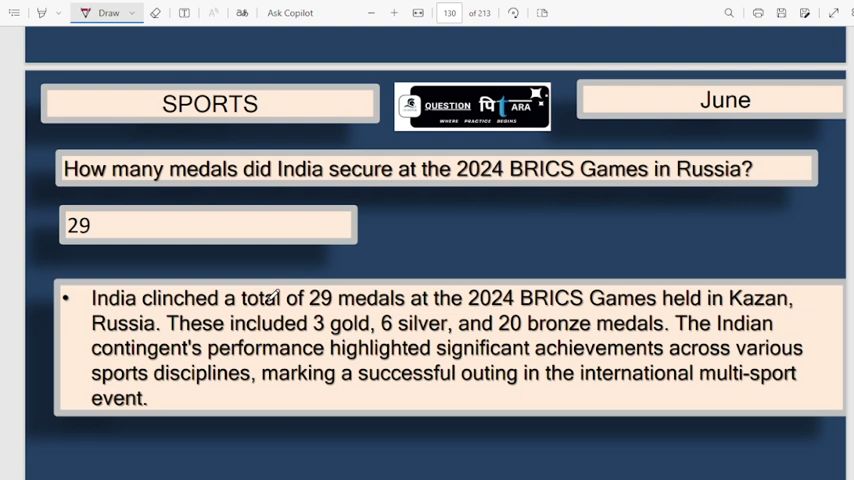 Draw
Ask Copilot
130 of 213
SPORTS
QUESTION पिtARA
WHERE PRACTICE BEGINS
June
How many medals did India secure at the 2024 BRICS Games in Russia?
29
• India clinched a total of 29 medals at the 2024 BRICS Games held in Kazan,
Russia. These included 3 gold, 6 silver, and 20 bronze medals. The Indian
contingent's performance highlighted significant achievements across various
sports disciplines, marking a successful outing in the international multi-sport
event.